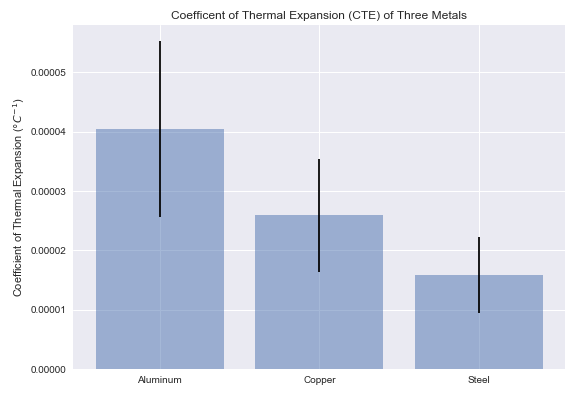 Coefficent of Thermal Expansion (CTE) of Three Metals
Coefficient of Thermal Expansion (°C⁻¹)
0.00005
0.00004
0.00003
0.00002
0.00001
0.00000
Aluminum
Copper
Steel